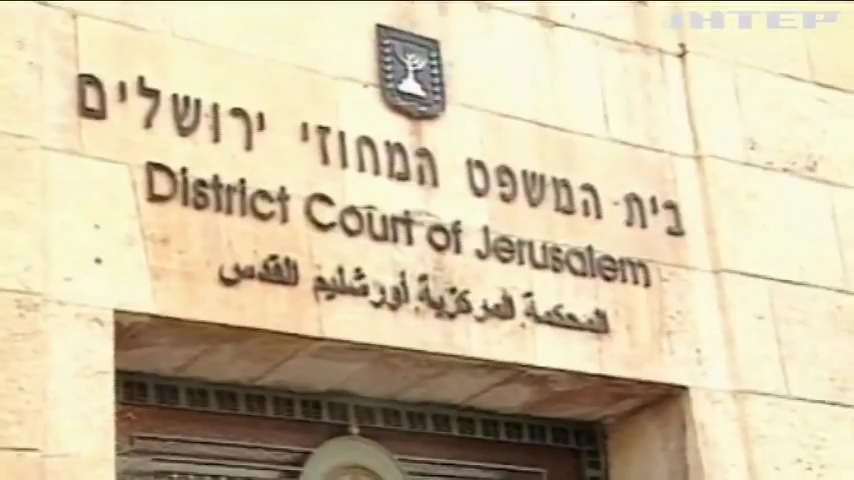 ІНТЕР
בית המשפט המחוזי ירושלים
District Court of Jerusalem
المحكمة المركزية أورشليم القدس